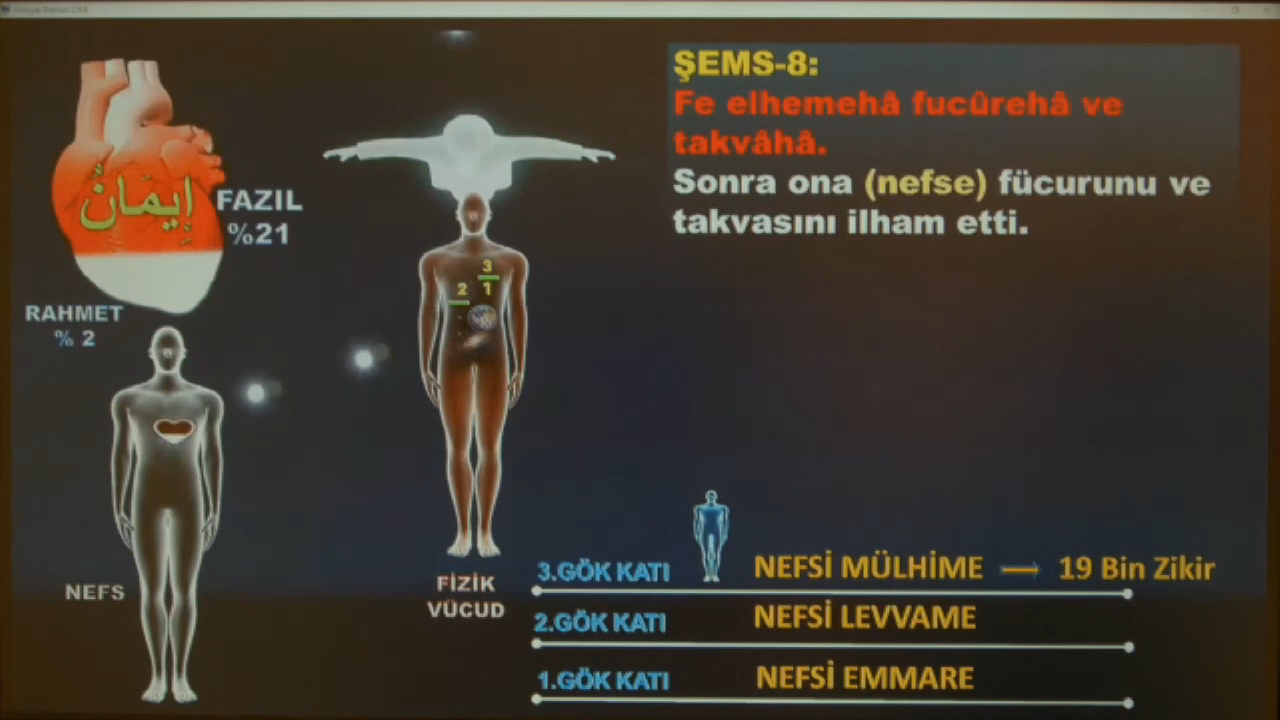 ŞEMS-8:
Fe elhemehâ fucûrehâ ve
takvâhâ.
Sonra ona (nefse) fücurunu ve
takvasını ilham etti.
إِيمَانُ
FAZIL
%21
RAHMET
% 2
3
1
2
NEFS
FİZİK
VÜCUD
3.GÖK KATI NEFSİ MÜLHİME 19 Bin Zikir
2.GÖK KATI NEFSİ LEVVAME
1.GÖK KATI NEFSİ EMMARE